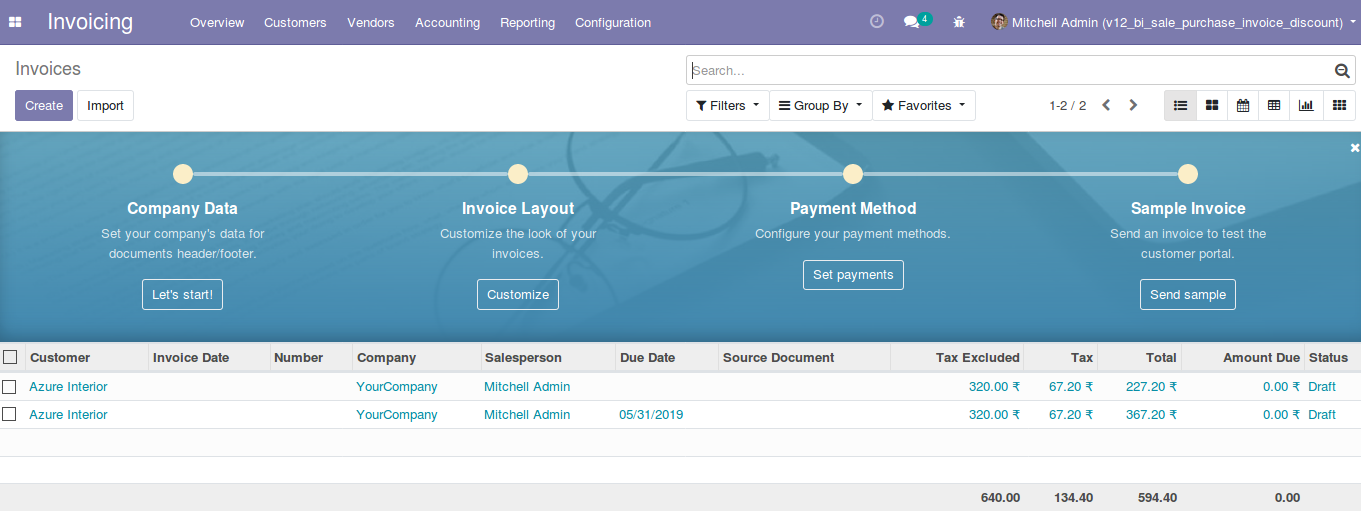 Invoicing Overview Customers Vendors Accounting Reporting Configuration 4 Mitchell Admin (v12_bi_sale_purchase_invoice_discount)
Invoices Search...
Create Import Filters Group By Favorites 1-2 / 2
Company Data Invoice Layout Payment Method Sample Invoice
Set your company's data for Customize the look of your Configure your payment methods. Send an invoice to test the
documents header/footer. invoices. customer portal.
Let's start! Customize Set payments Send sample
Customer Invoice Date Number Company Salesperson Due Date Source Document Tax Excluded Tax Total Amount Due Status
Azure Interior YourCompany Mitchell Admin 320.00 ₹ 67.20 ₹ 227.20 ₹ 0.00 ₹ Draft
Azure Interior YourCompany Mitchell Admin 05/31/2019 320.00 ₹ 67.20 ₹ 367.20 ₹ 0.00 ₹ Draft
640.00 134.40 594.40 0.00